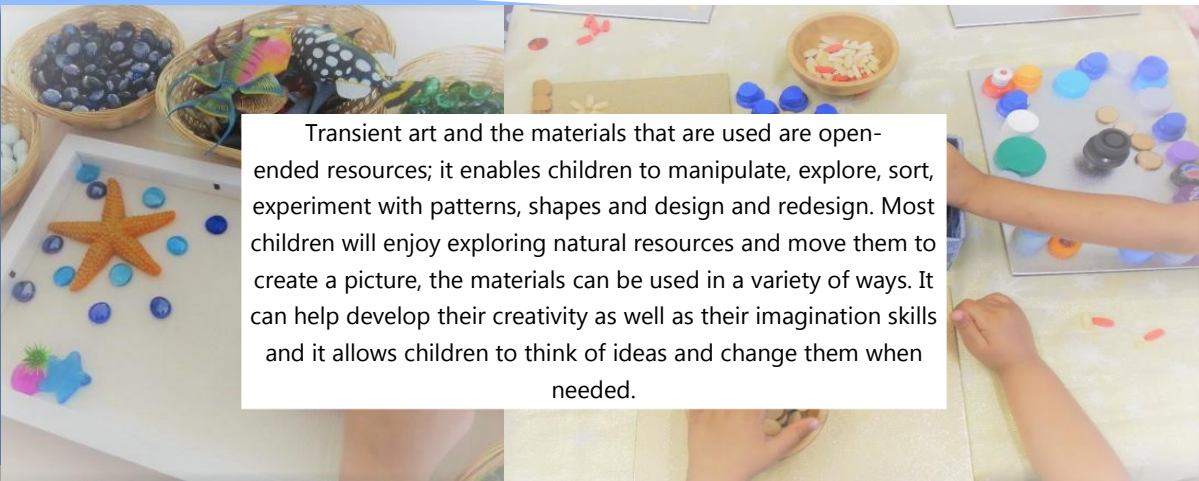 Transient art and the materials that are used are open-
ended resources; it enables children to manipulate, explore, sort,
experiment with patterns, shapes and design and redesign. Most
children will enjoy exploring natural resources and move them to
create a picture, the materials can be used in a variety of ways. It
can help develop their creativity as well as their imagination skills
and it allows children to think of ideas and change them when
needed.